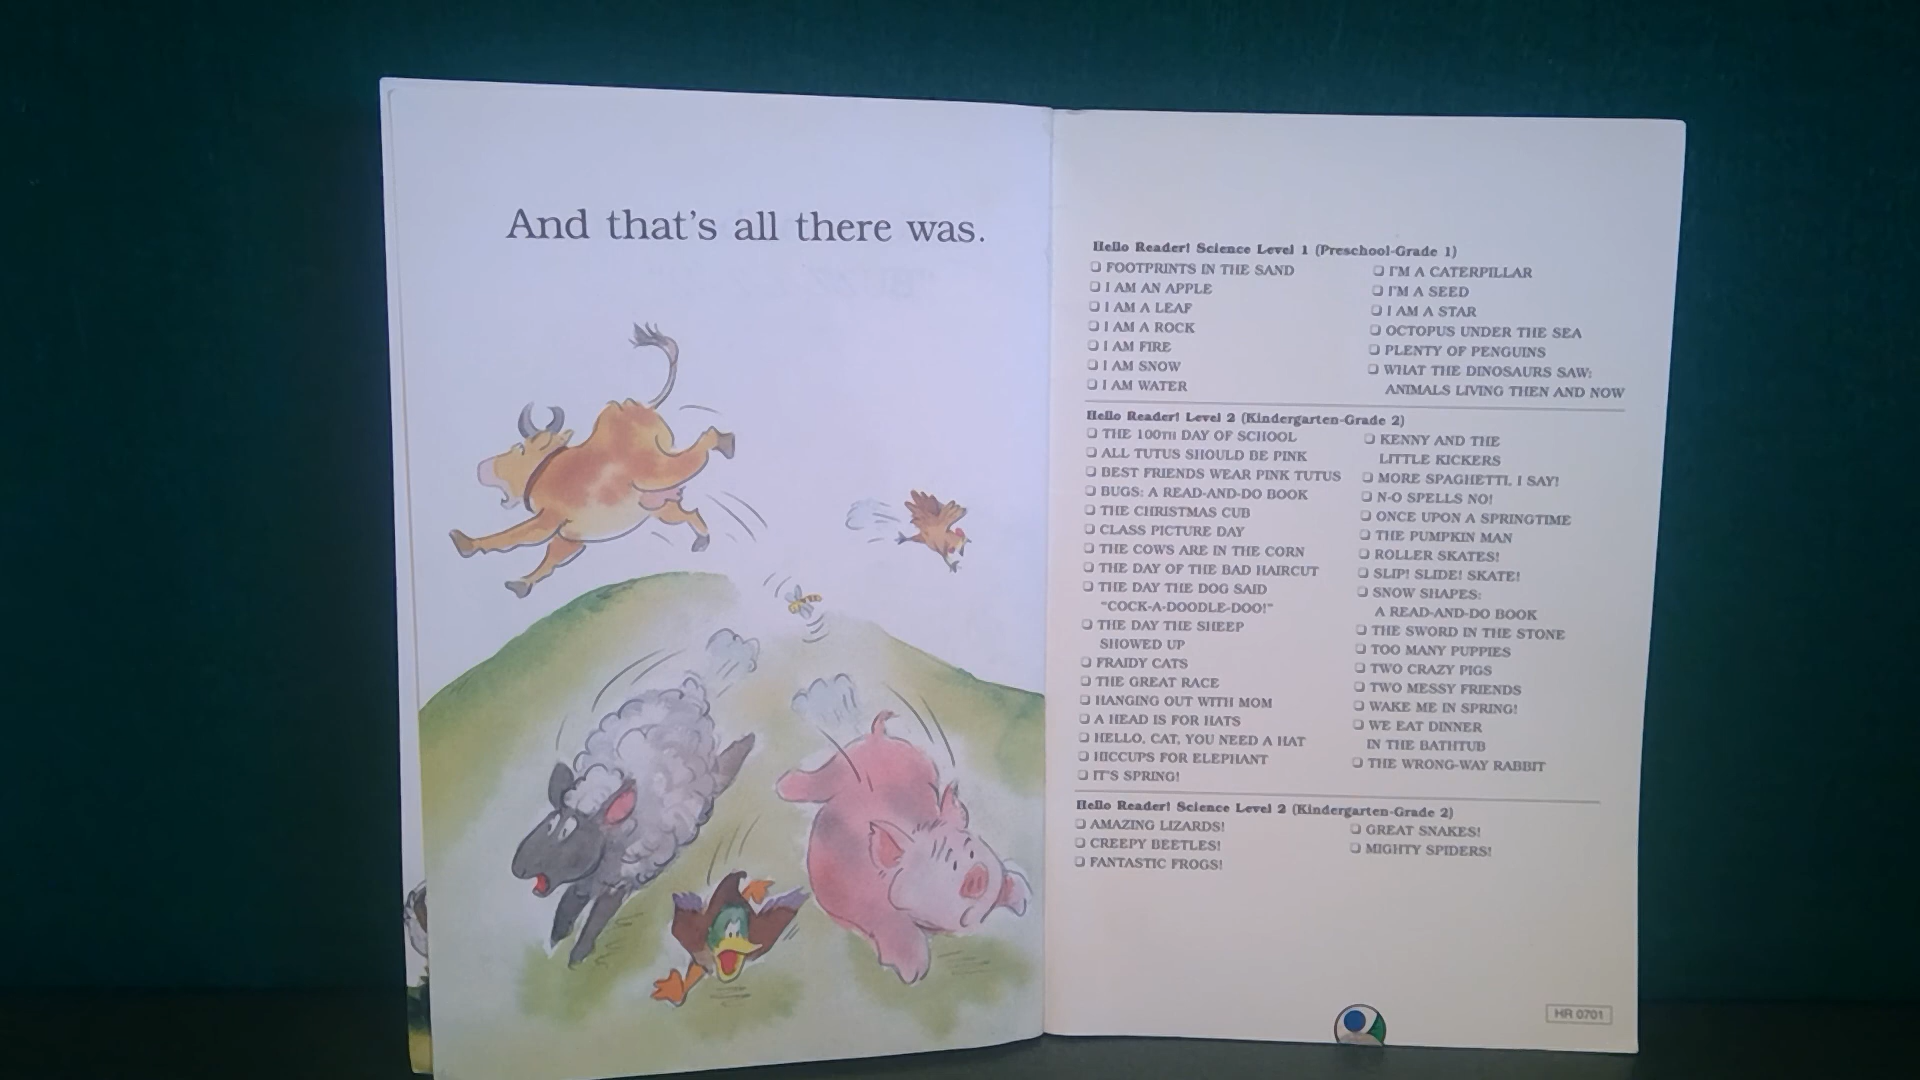 And that's all there was.
Hello Reader! Science Level 1 (Preschool-Grade 1)
❑ FOOTPRINTS IN THE SAND
❑ I AM AN APPLE
❑ I AM A LEAF
❑ I AM A ROCK
❑ I AM FIRE
❑ I AM SNOW
❑ I AM WATER
❑ I'M A CATERPILLAR
❑ I'M A SEED
❑ I AM A STAR
❑ OCTOPUS UNDER THE SEA
❑ PLENTY OF PENGUINS
❑ WHAT THE DINOSAURS SAW:
ANIMALS LIVING THEN AND NOW
Hello Reader! Level 2 (Kindergarten-Grade 2)
❑ THE 100TH DAY OF SCHOOL
❑ ALL TUTUS SHOULD BE PINK
❑ BEST FRIENDS WEAR PINK TUTUS
❑ BUGS: A READ-AND-DO BOOK
❑ THE CHRISTMAS CUB
❑ CLASS PICTURE DAY
❑ THE COWS ARE IN THE CORN
❑ THE DAY OF THE BAD HAIRCUT
❑ THE DAY THE DOG SAID
"COCK-A-DOODLE-DOO!"
❑ THE DAY THE SHEEP
SHOWED UP
❑ FRAIDY CATS
❑ THE GREAT RACE
❑ HANGING OUT WITH MOM
❑ A HEAD IS FOR HATS
❑ HELLO, CAT, YOU NEED A HAT
❑ HICCUPS FOR ELEPHANT
❑ IT'S SPRING!
❑ KENNY AND THE
LITTLE KICKERS
❑ MORE SPAGHETTI, I SAY!
❑ N-O SPELLS NO!
❑ ONCE UPON A SPRINGTIME
❑ THE PUMPKIN MAN
❑ ROLLER SKATES!
❑ SLIP! SLIDE! SKATE!
❑ SNOW SHAPES:
A READ-AND-DO BOOK
❑ THE SWORD IN THE STONE
❑ TOO MANY PUPPIES
❑ TWO CRAZY PIGS
❑ TWO MESSY FRIENDS
❑ WAKE ME IN SPRING!
❑ WE EAT DINNER
IN THE BATHTUB
❑ THE WRONG-WAY RABBIT
Hello Reader! Science Level 2 (Kindergarten-Grade 2)
❑ AMAZING LIZARDS!
❑ CREEPY BEETLES!
❑ FANTASTIC FROGS!
❑ GREAT SNAKES!
❑ MIGHTY SPIDERS!
HR 0701